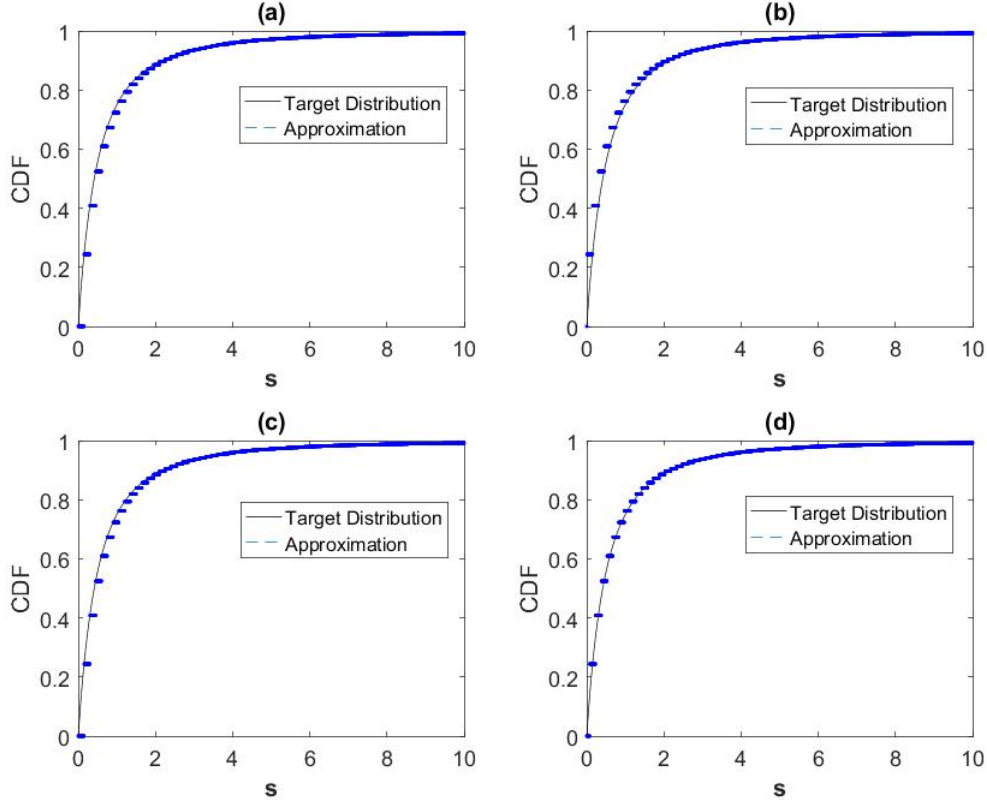 (a)
1
0.8
0.6
0.4
0.2
0
CDF
Target Distribution
Approximation
0 2 4 6 8 10
s
(b)
1
0.8
0.6
0.4
0.2
0
CDF
Target Distribution
Approximation
0 2 4 6 8 10
s
(c)
1
0.8
0.6
0.4
0.2
0
CDF
Target Distribution
Approximation
0 2 4 6 8 10
s
(d)
1
0.8
0.6
0.4
0.2
0
CDF
Target Distribution
Approximation
0 2 4 6 8 10
s